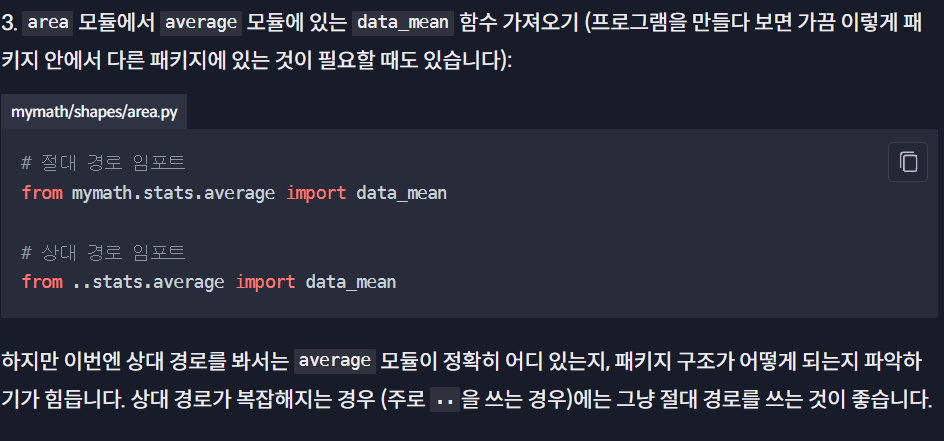 3. area 모듈에서 average 모듈에 있는 data_mean 함수 가져오기 (프로그램을 만들다 보면 가끔 이렇게 패
키지 안에서 다른 패키지에 있는 것이 필요할 때도 있습니다):
mymath/shapes/area.py
# 절대 경로 임포트
from mymath.stats.average import data_mean
# 상대 경로 임포트
from ..stats.average import data_mean
하지만 이번엔 상대 경로를 봐서는 average 모듈이 정확히 어디 있는지, 패키지 구조가 어떻게 되는지 파악하
기가 힘듭니다. 상대 경로가 복잡해지는 경우 (주로 ..을 쓰는 경우)에는 그냥 절대 경로를 쓰는 것이 좋습니다.